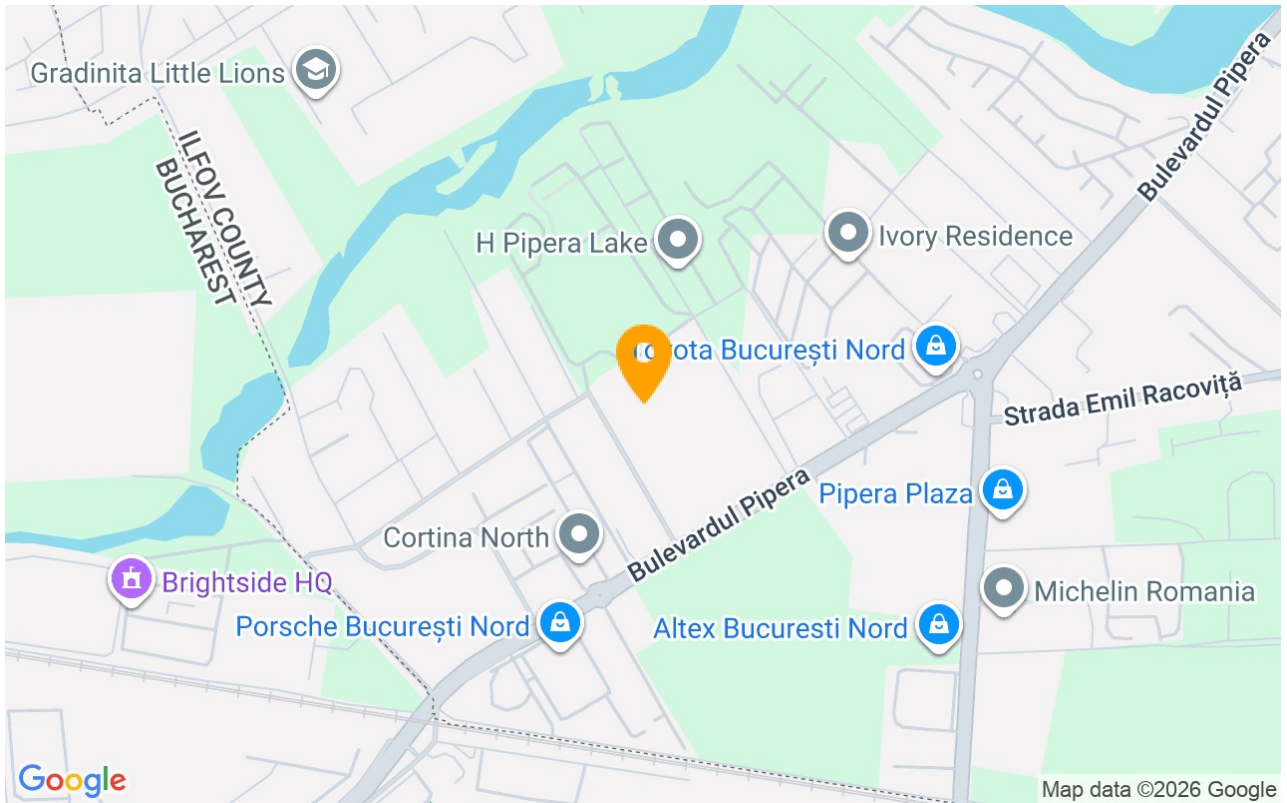 Gradinita Little Lions
Bulevardul Pipera
ILFOV COUNTY
BUCHAREST
H Pipera Lake
Ivory Residence
Toyota București Nord
Strada Emil Racoviță
Bulevardul Pipera
Pipera Plaza
Cortina North
Brightside HQ
Michelin Romania
Porsche București Nord
Altex Bucuresti Nord
Google
Map data ©2026 Google